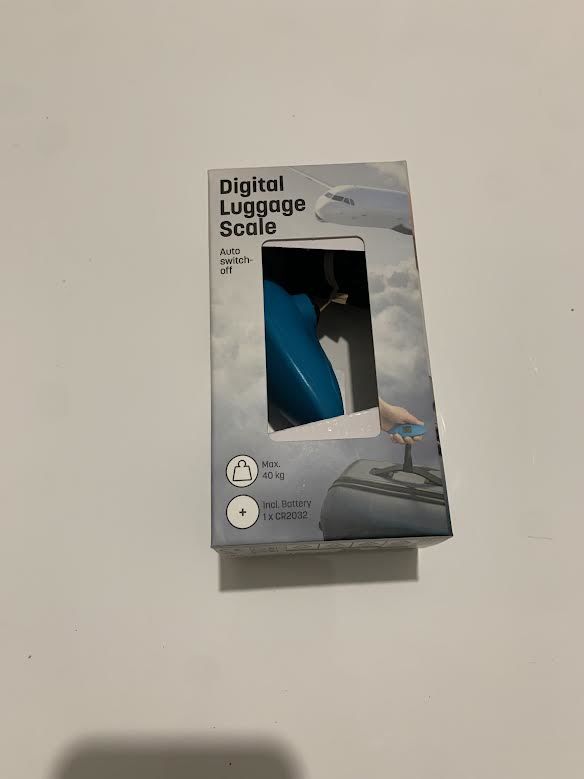 Digital
Luggage
Scale
Auto
switch-
off
Max.
40 kg
Incl. Battery
1 x CR2032